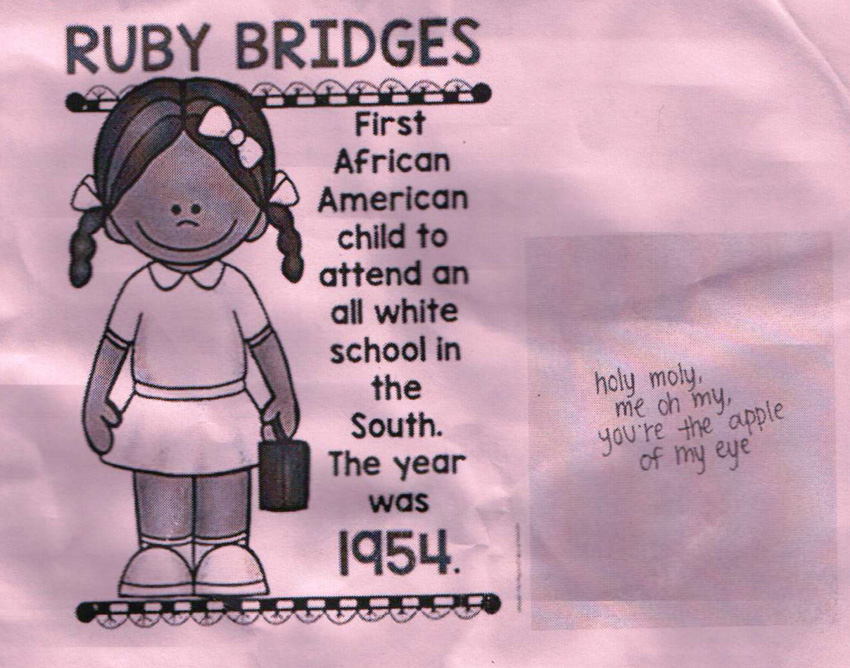 RUBY BRIDGES
First
African
American
child to
attend an
all white
school in
the
South.
The year
was
1954.
holy moly,
me oh my,
you're the apple
of my eye